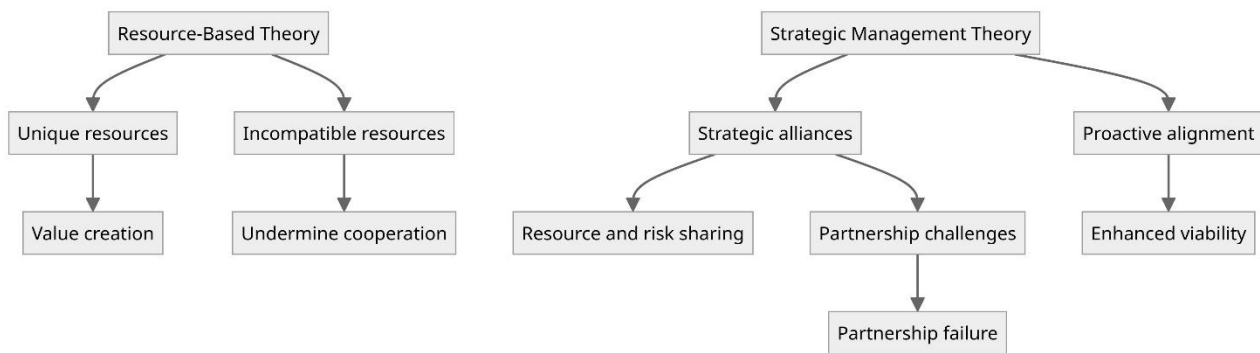 Resource-Based Theory
Strategic Management Theory
Unique resources
Incompatible resources
Strategic alliances
Proactive alignment
Value creation
Undermine cooperation
Resource and risk sharing
Partnership challenges
Enhanced viability
Partnership failure